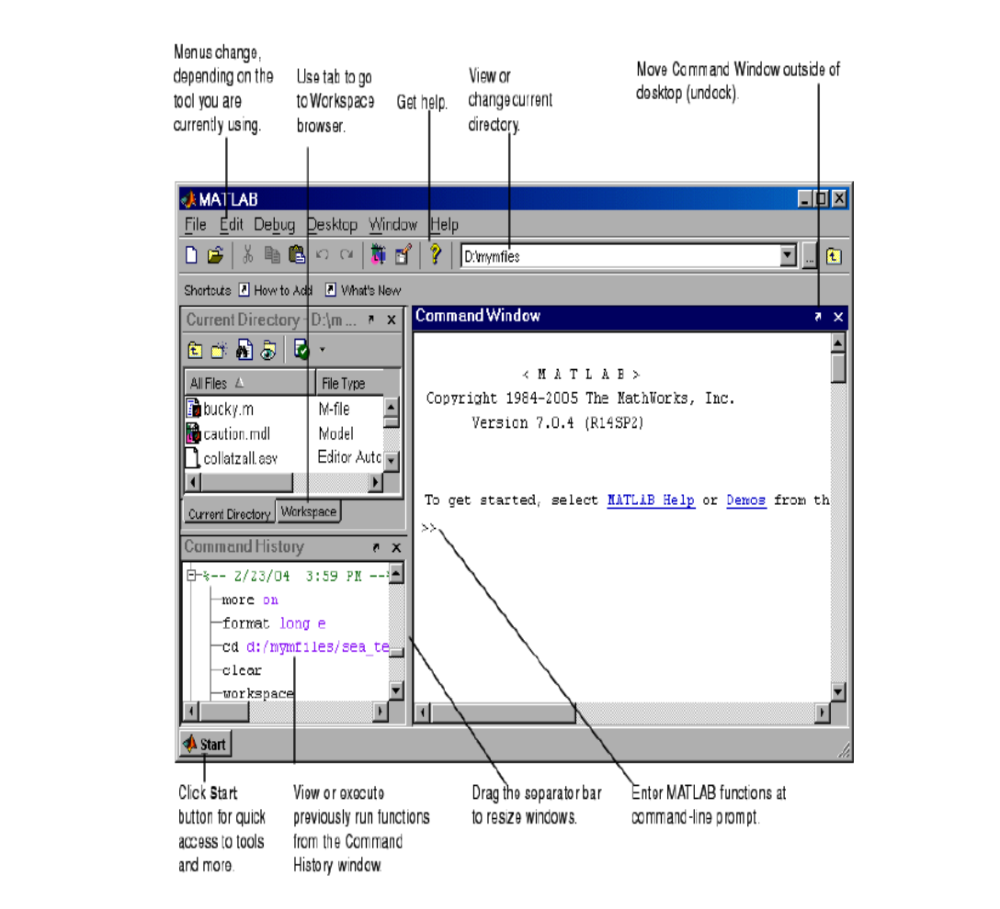 Menus change,
depending on the
tool you are
currently using.
Use tab to go
to Workspace
browser.
Get help.
View or
change current
directory.
Move Command Window outside of
desktop (undock).
MATLAB
File Edit Debug Desktop Window Help
D:\mymfiles
...
Shortcuts How to Add What's New
Current Directory - D:\m ...
All Files File Type
bucky.m M-file
caution.mdl Model
collatzall.asv Editor Auto
Current Directory Workspace
Command History
%-- 2/23/04 3:59 PM --%
more on
format long e
cd d:/mymfiles/sea_te
clear
workspace
Command Window
< M A T L A B >
Copyright 1984-2005 The MathWorks, Inc.
Version 7.0.4 (R14SP2)
To get started, select MATLAB Help or Demos from th
>>
Start
Click Start
button for quick
access to tools
and more.
View or execute
previously run functions
from the Command
History window.
Drag the separator bar
to resize windows.
Enter MATLAB functions at
command-line prompt.